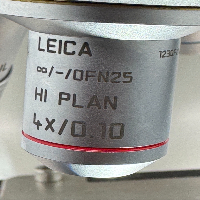 LEICA
∞/-/OFN25
HI PLAN
4X/0.10